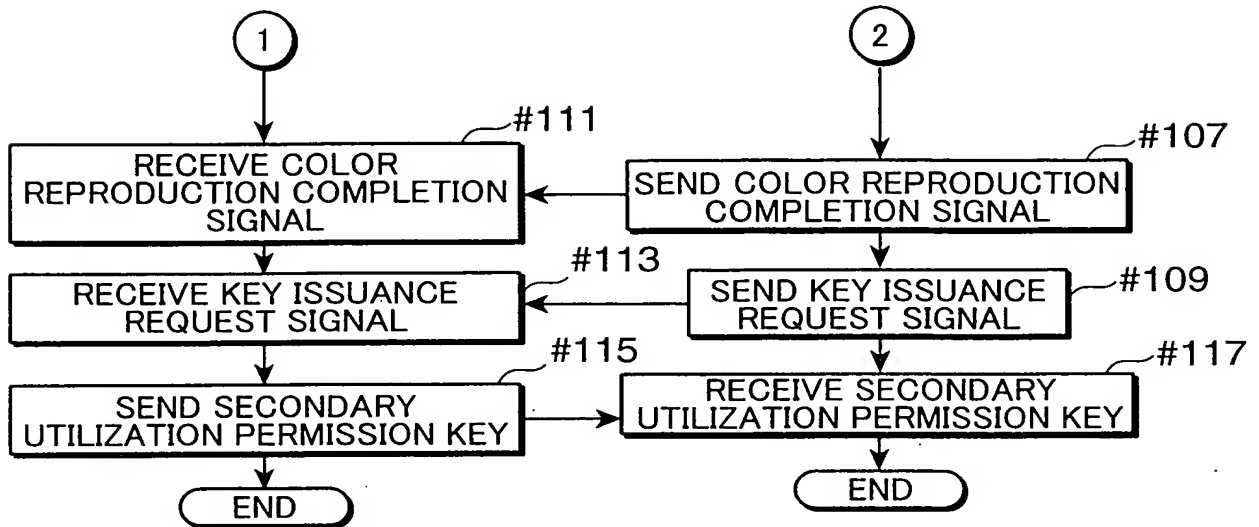 1
2
#111
RECEIVE COLOR
REPRODUCTION COMPLETION
SIGNAL
#107
SEND COLOR REPRODUCTION
COMPLETION SIGNAL
#113
RECEIVE KEY ISSUANCE
REQUEST SIGNAL
#109
SEND KEY ISSUANCE
REQUEST SIGNAL
#115
SEND SECONDARY
UTILIZATION PERMISSION KEY
#117
RECEIVE SECONDARY
UTILIZATION PERMISSION KEY
END
END